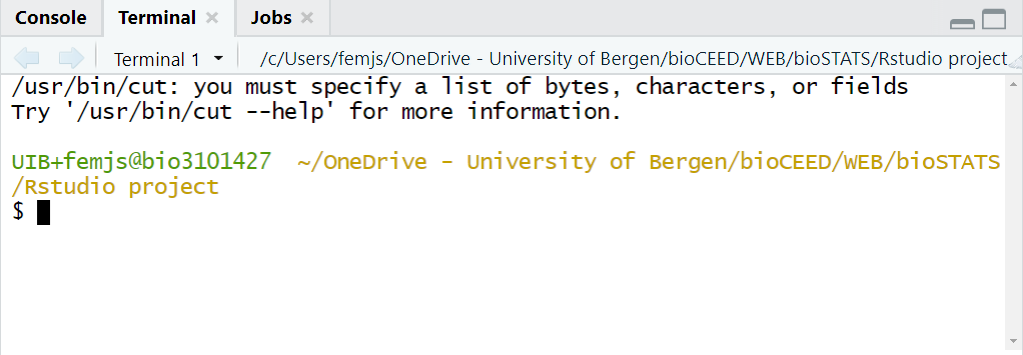 Console Terminal × Jobs ×
Terminal 1 /c/Users/femjs/OneDrive - University of Bergen/bioCEED/WEB/bioSTATS/Rstudio project
/usr/bin/cut: you must specify a list of bytes, characters, or fields
Try '/usr/bin/cut --help' for more information.
UIB+femjs@bio3101427 ~/OneDrive - University of Bergen/bioCEED/WEB/bioSTATS
/Rstudio project
$